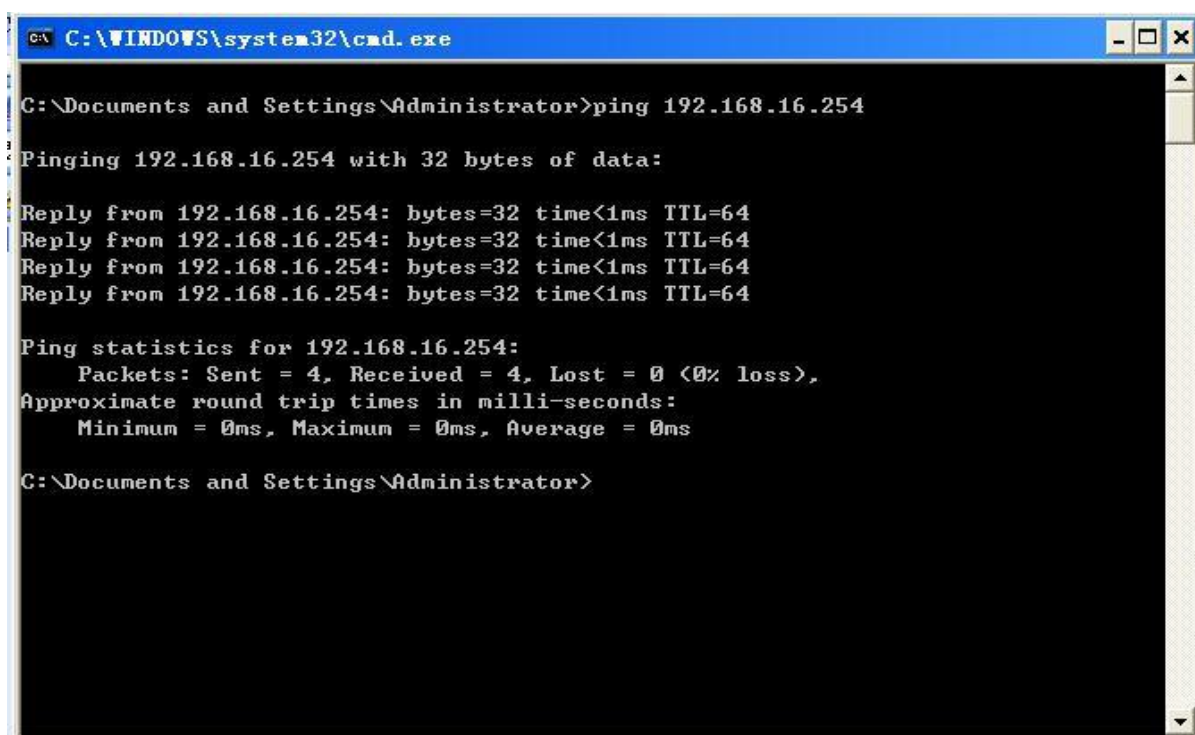 C:\WINDOWS\system32\cmd.exe
C:\Documents and Settings\Administrator>ping 192.168.16.254
Pinging 192.168.16.254 with 32 bytes of data:
Reply from 192.168.16.254: bytes=32 time<1ms TTL=64
Reply from 192.168.16.254: bytes=32 time<1ms TTL=64
Reply from 192.168.16.254: bytes=32 time<1ms TTL=64
Reply from 192.168.16.254: bytes=32 time<1ms TTL=64
Ping statistics for 192.168.16.254:
Packets: Sent = 4, Received = 4, Lost = 0 (0% loss),
Approximate round trip times in milli-seconds:
Minimum = 0ms, Maximum = 0ms, Average = 0ms
C:\Documents and Settings\Administrator>